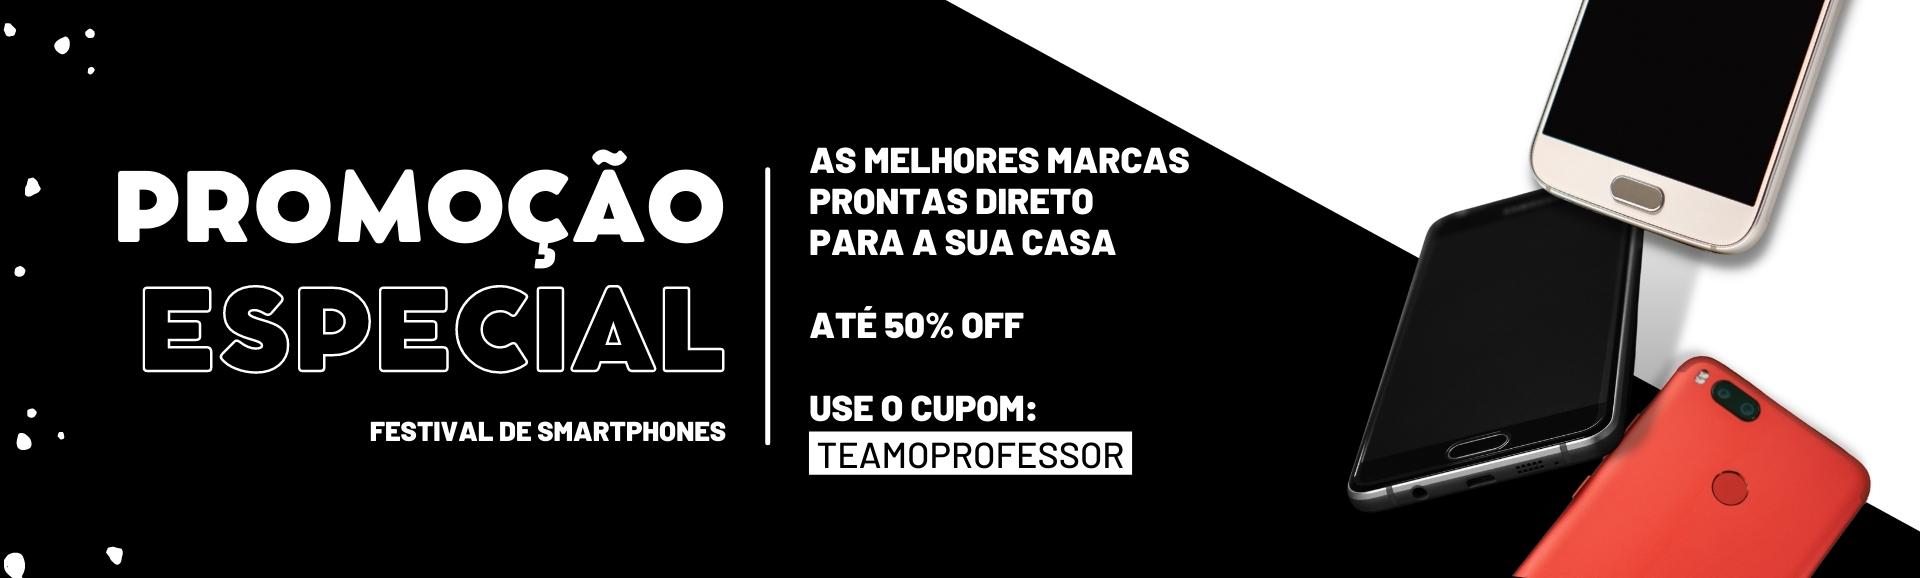 PROMOÇÃO
ESPECIAL
FESTIVAL DE SMARTPHONES
AS MELHORES MARCAS
PRONTAS DIRETO
PARA A SUA CASA
ATÉ 50% OFF
USE O CUPOM:
TEAMOPROFESSOR